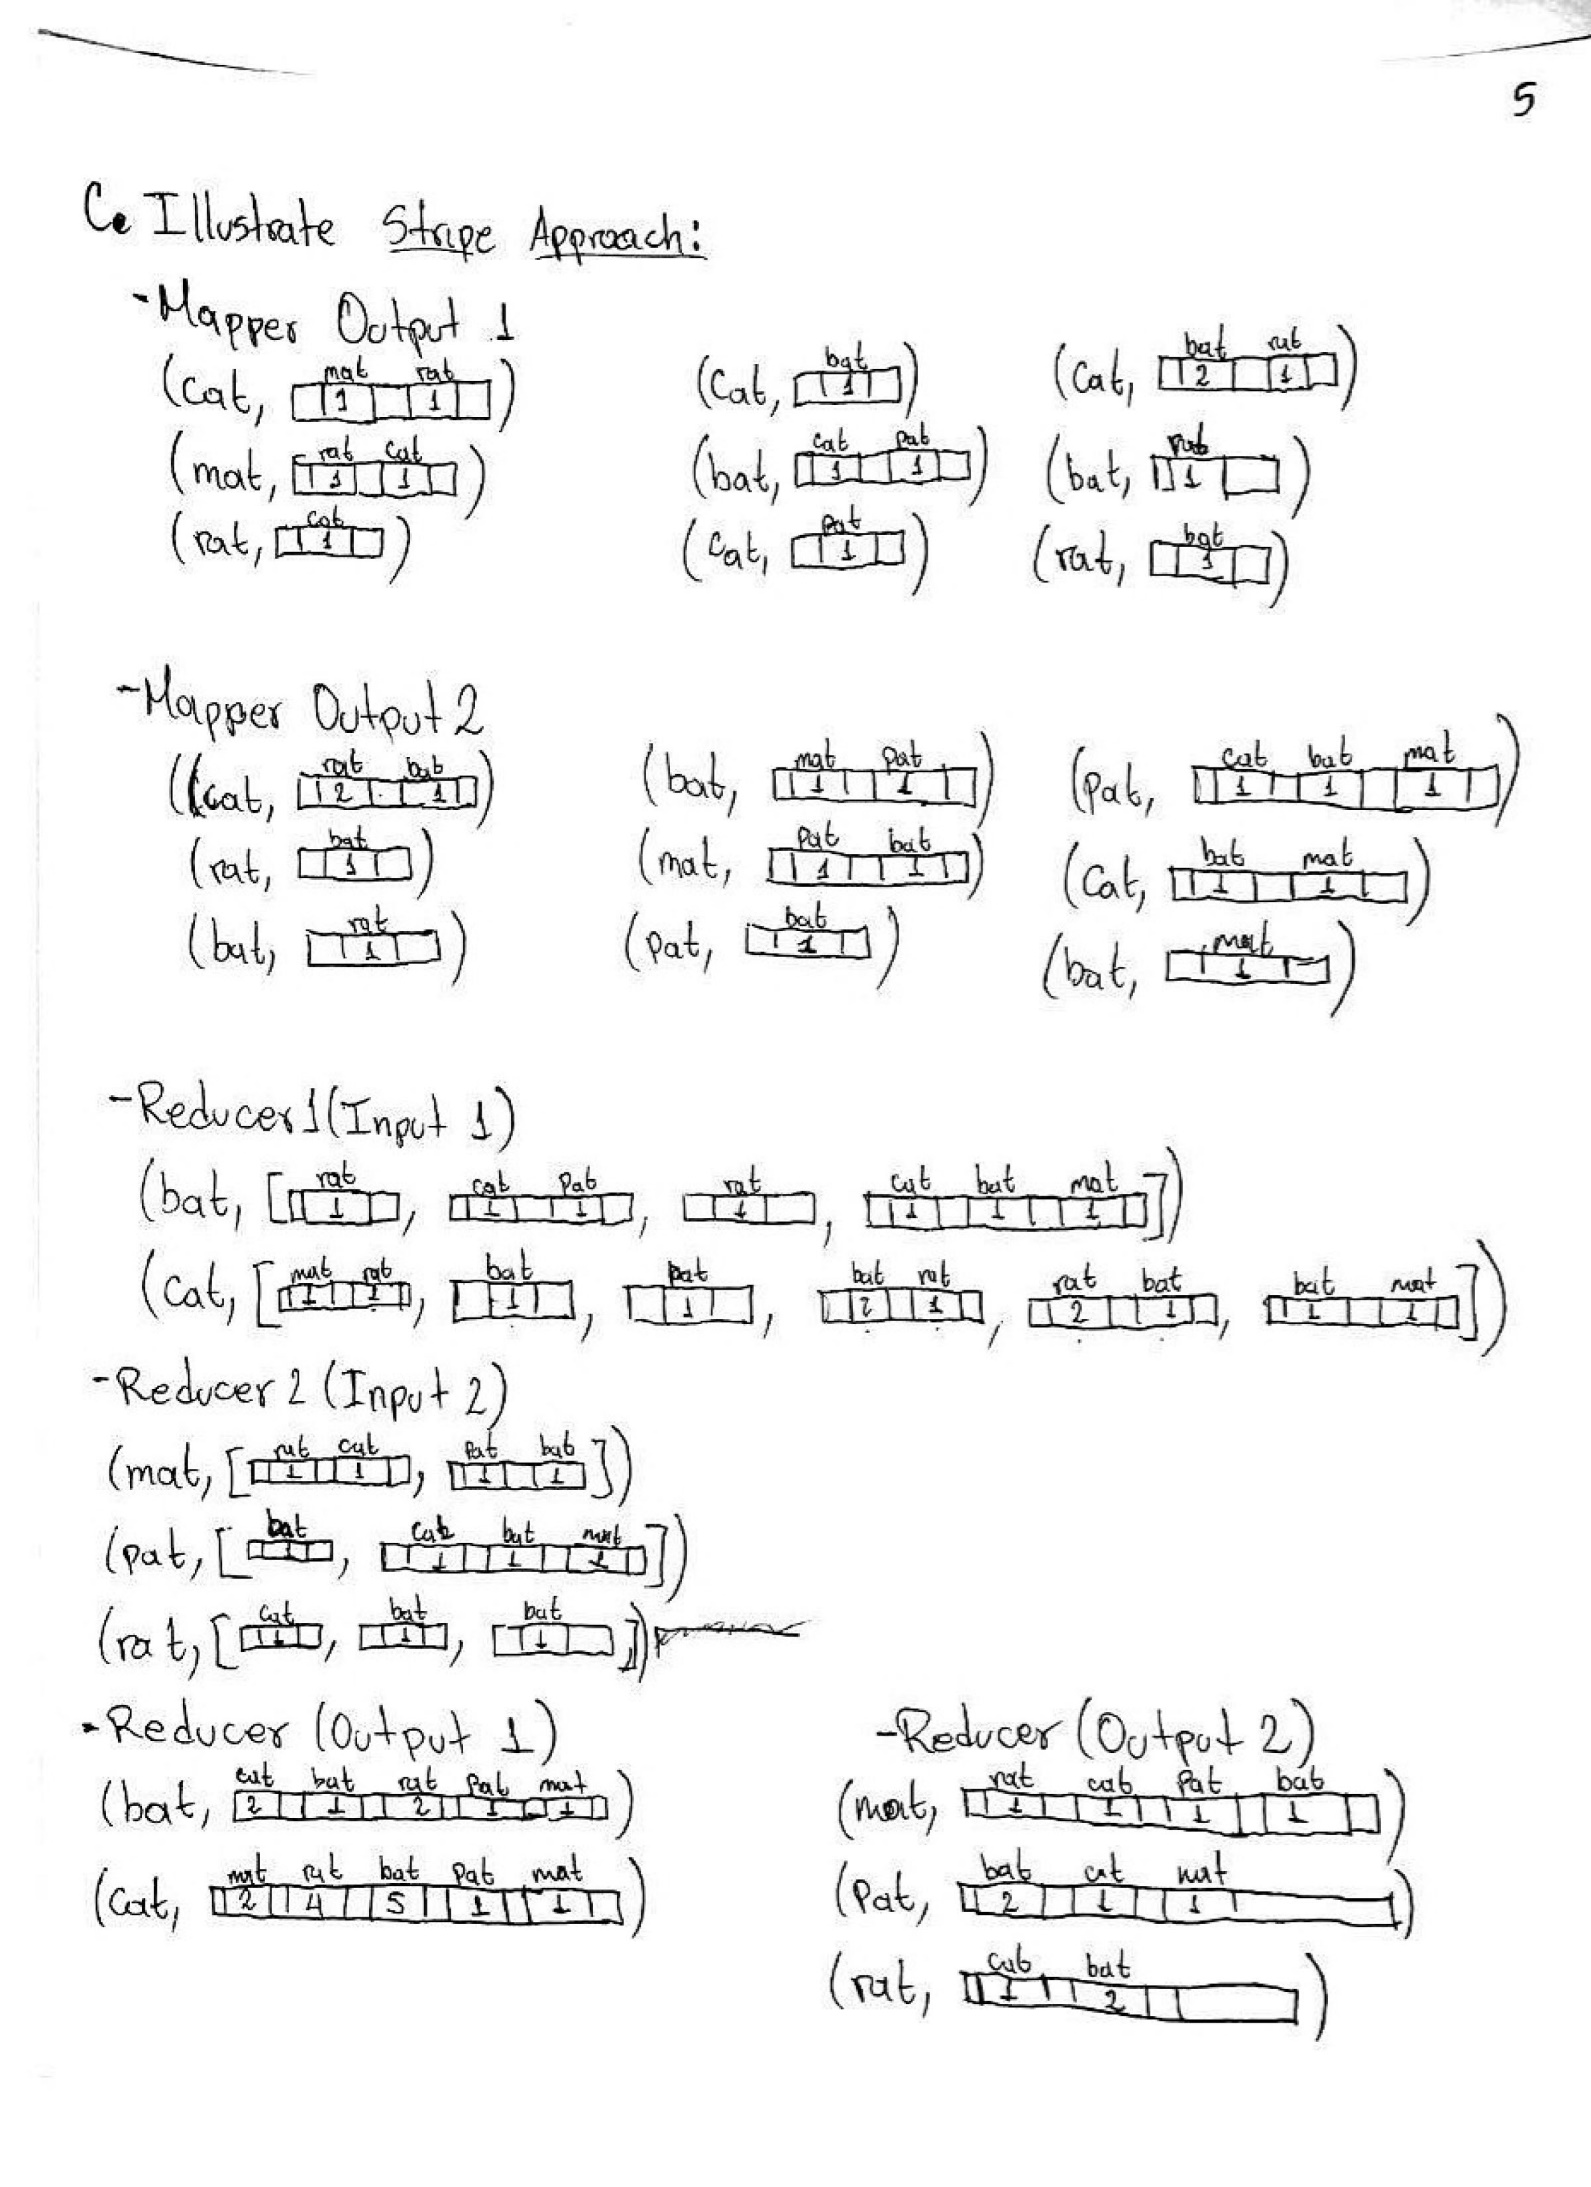 5
C. Illustrate Stripe Approach:
-Mapper Output 1
(cat, mat 1 rat 1) (cat, bat 1) (cat, bat 2 rat 1)
(mat, rat 1 cat 1) (bat, cat 1 pat 1) (bat, rat 1)
(rat, cat 1) (cat, pat 1) (rat, bat 1)
-Mapper Output 2
((cat, rat 2 bat 1) (bat, mat 1 pat 1) (pat, cat 1 bat 1 mat 1)
(rat, bat 1) (mat, pat 1 bat 1) (cat, bat 1 mat 1)
(bat, rat 1) (pat, bat 1) (bat, mat 1)
-Reducer 1 (Input 1)
(bat, [rat 1, cat 1 pat 1, rat 1, cat 1 bat 1 mat 1])
(cat, [mat 1 rat 1, bat 1, pat 1, bat 2 rat 1, rat 2 bat 1, bat 1 mat 1])
-Reducer 2 (Input 2)
(mat, [rat 1 cat 1, pat 1 bat 1])
(pat, [bat 1, cat 1 bat 1 mat 1])
(rat, [cat 1, bat 1, bat 1])
-Reducer (Output 1)
(bat, cat 2 bat 1 rat 2 pat 1 mat 1)
(cat, mat 2 rat 4 bat 5 pat 1 mat 1)
-Reducer (Output 2)
(mat, rat 1 cat 1 pat 1 bat 1)
(pat, bat 2 cat 1 mat 1)
(rat, cat 1 bat 2)